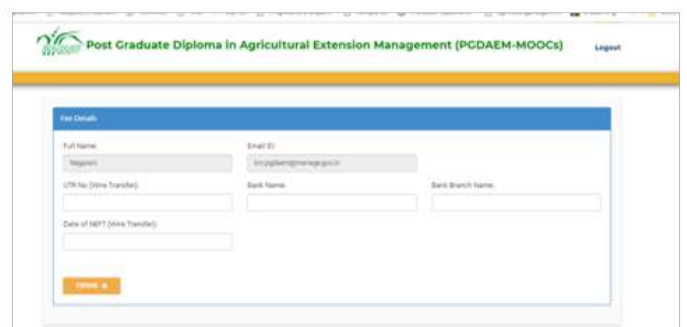 Post Graduate Diploma in Agricultural Extension Management (PGDAEM-MOOCs)
Logout
Fee Details
Full Name:
Email ID:
Nagarani
UTR No (Wire Transfer):
Bank Name:
Bank Branch Name:
Date of NEFT (Wire Transfer):